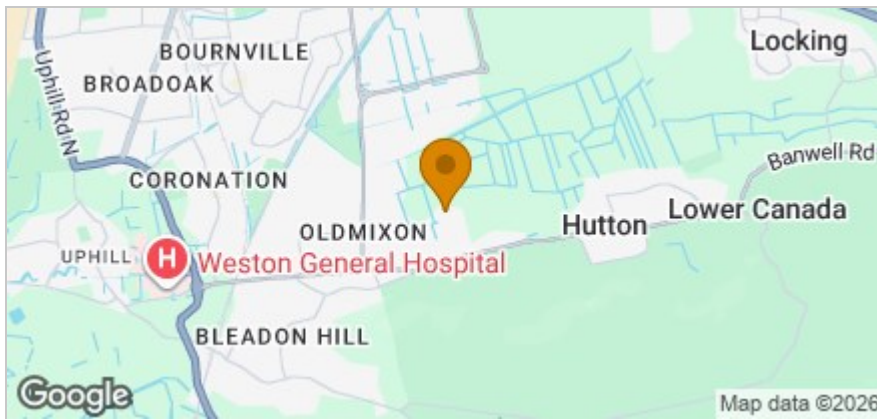 BOURNVILLE
BROADOAK
Locking
Uphill Rd N
Banwell Rd
CORONATION
Lower Canada
Hutton
OLDMIXON
UPHILL
H
Weston General Hospital
BLEADON HILL
Google
Map data ©2026